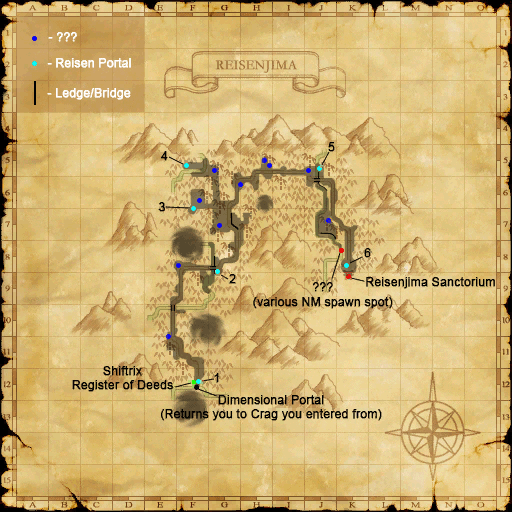 A B C D E F G H I J K L M N O
1
2
3
4
5
6
7
8
9
10
11
12
13
14
15
- ???
- Reisen Portal
- Ledge/Bridge
REISENJIMA
4
5
3
2
6
Reisenjima Sanctorium
???
(various NM spawn spot)
Shiftrix
Register of Deeds
1
Dimensional Portal
(Returns you to Crag you entered from)
A B C D E F G H I J K L M N O